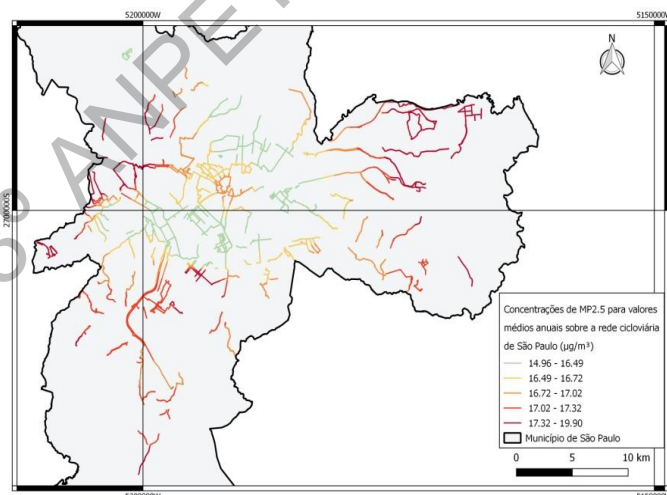 5200000W
5150000W
N
ANPET
2700000S
Concentrações de MP2.5 para valores
médios anuais sobre a rede cicloviária
de São Paulo (µg/m³)
14.96 - 16.49
16.49 - 16.72
16.72 - 17.02
17.02 - 17.32
17.32 - 19.90
Município de São Paulo
0 5 10 km